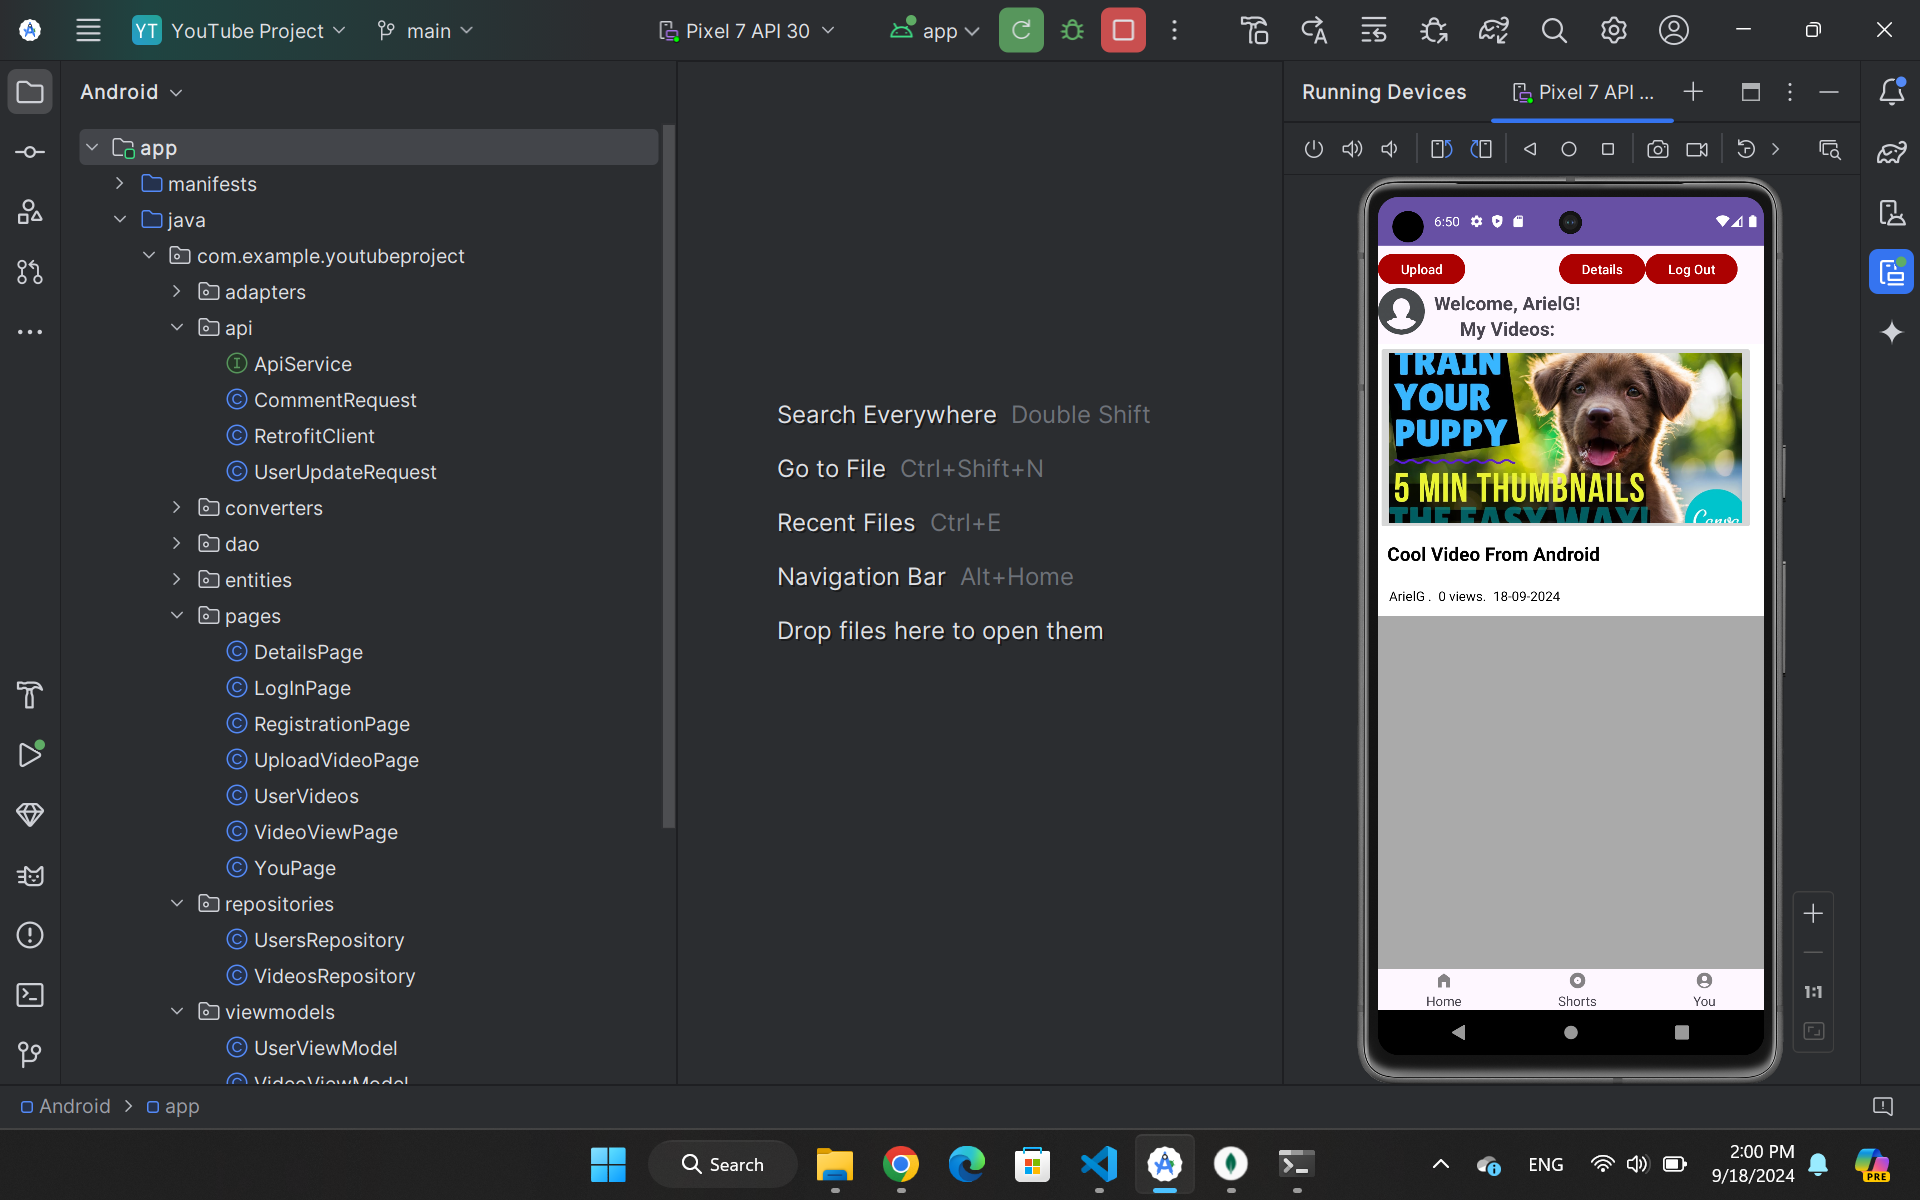 YT YouTube Project main Pixel 7 API 30 app
Android
app
manifests
java
com.example.youtubeproject
adapters
api
ApiService
CommentRequest
RetrofitClient
UserUpdateRequest
converters
dao
entities
pages
DetailsPage
LogInPage
RegistrationPage
UploadVideoPage
UserVideos
VideoViewPage
YouPage
repositories
UsersRepository
VideosRepository
viewmodels
UserViewModel
VideoViewModel
Search Everywhere Double Shift
Go to File Ctrl+Shift+N
Recent Files Ctrl+E
Navigation Bar Alt+Home
Drop files here to open them
Running Devices Pixel 7 API ...
6:50
Upload Details Log Out
Welcome, ArielG!
My Videos:
TRAIN
YOUR
PUPPY
5 MIN THUMBNAILS
THE EASY WAY!
Canva
Cool Video From Android
ArielG . 0 views. 18-09-2024
Home Shorts You
1:1
Android > app
Search
ENG
2:00 PM
9/18/2024
PRE